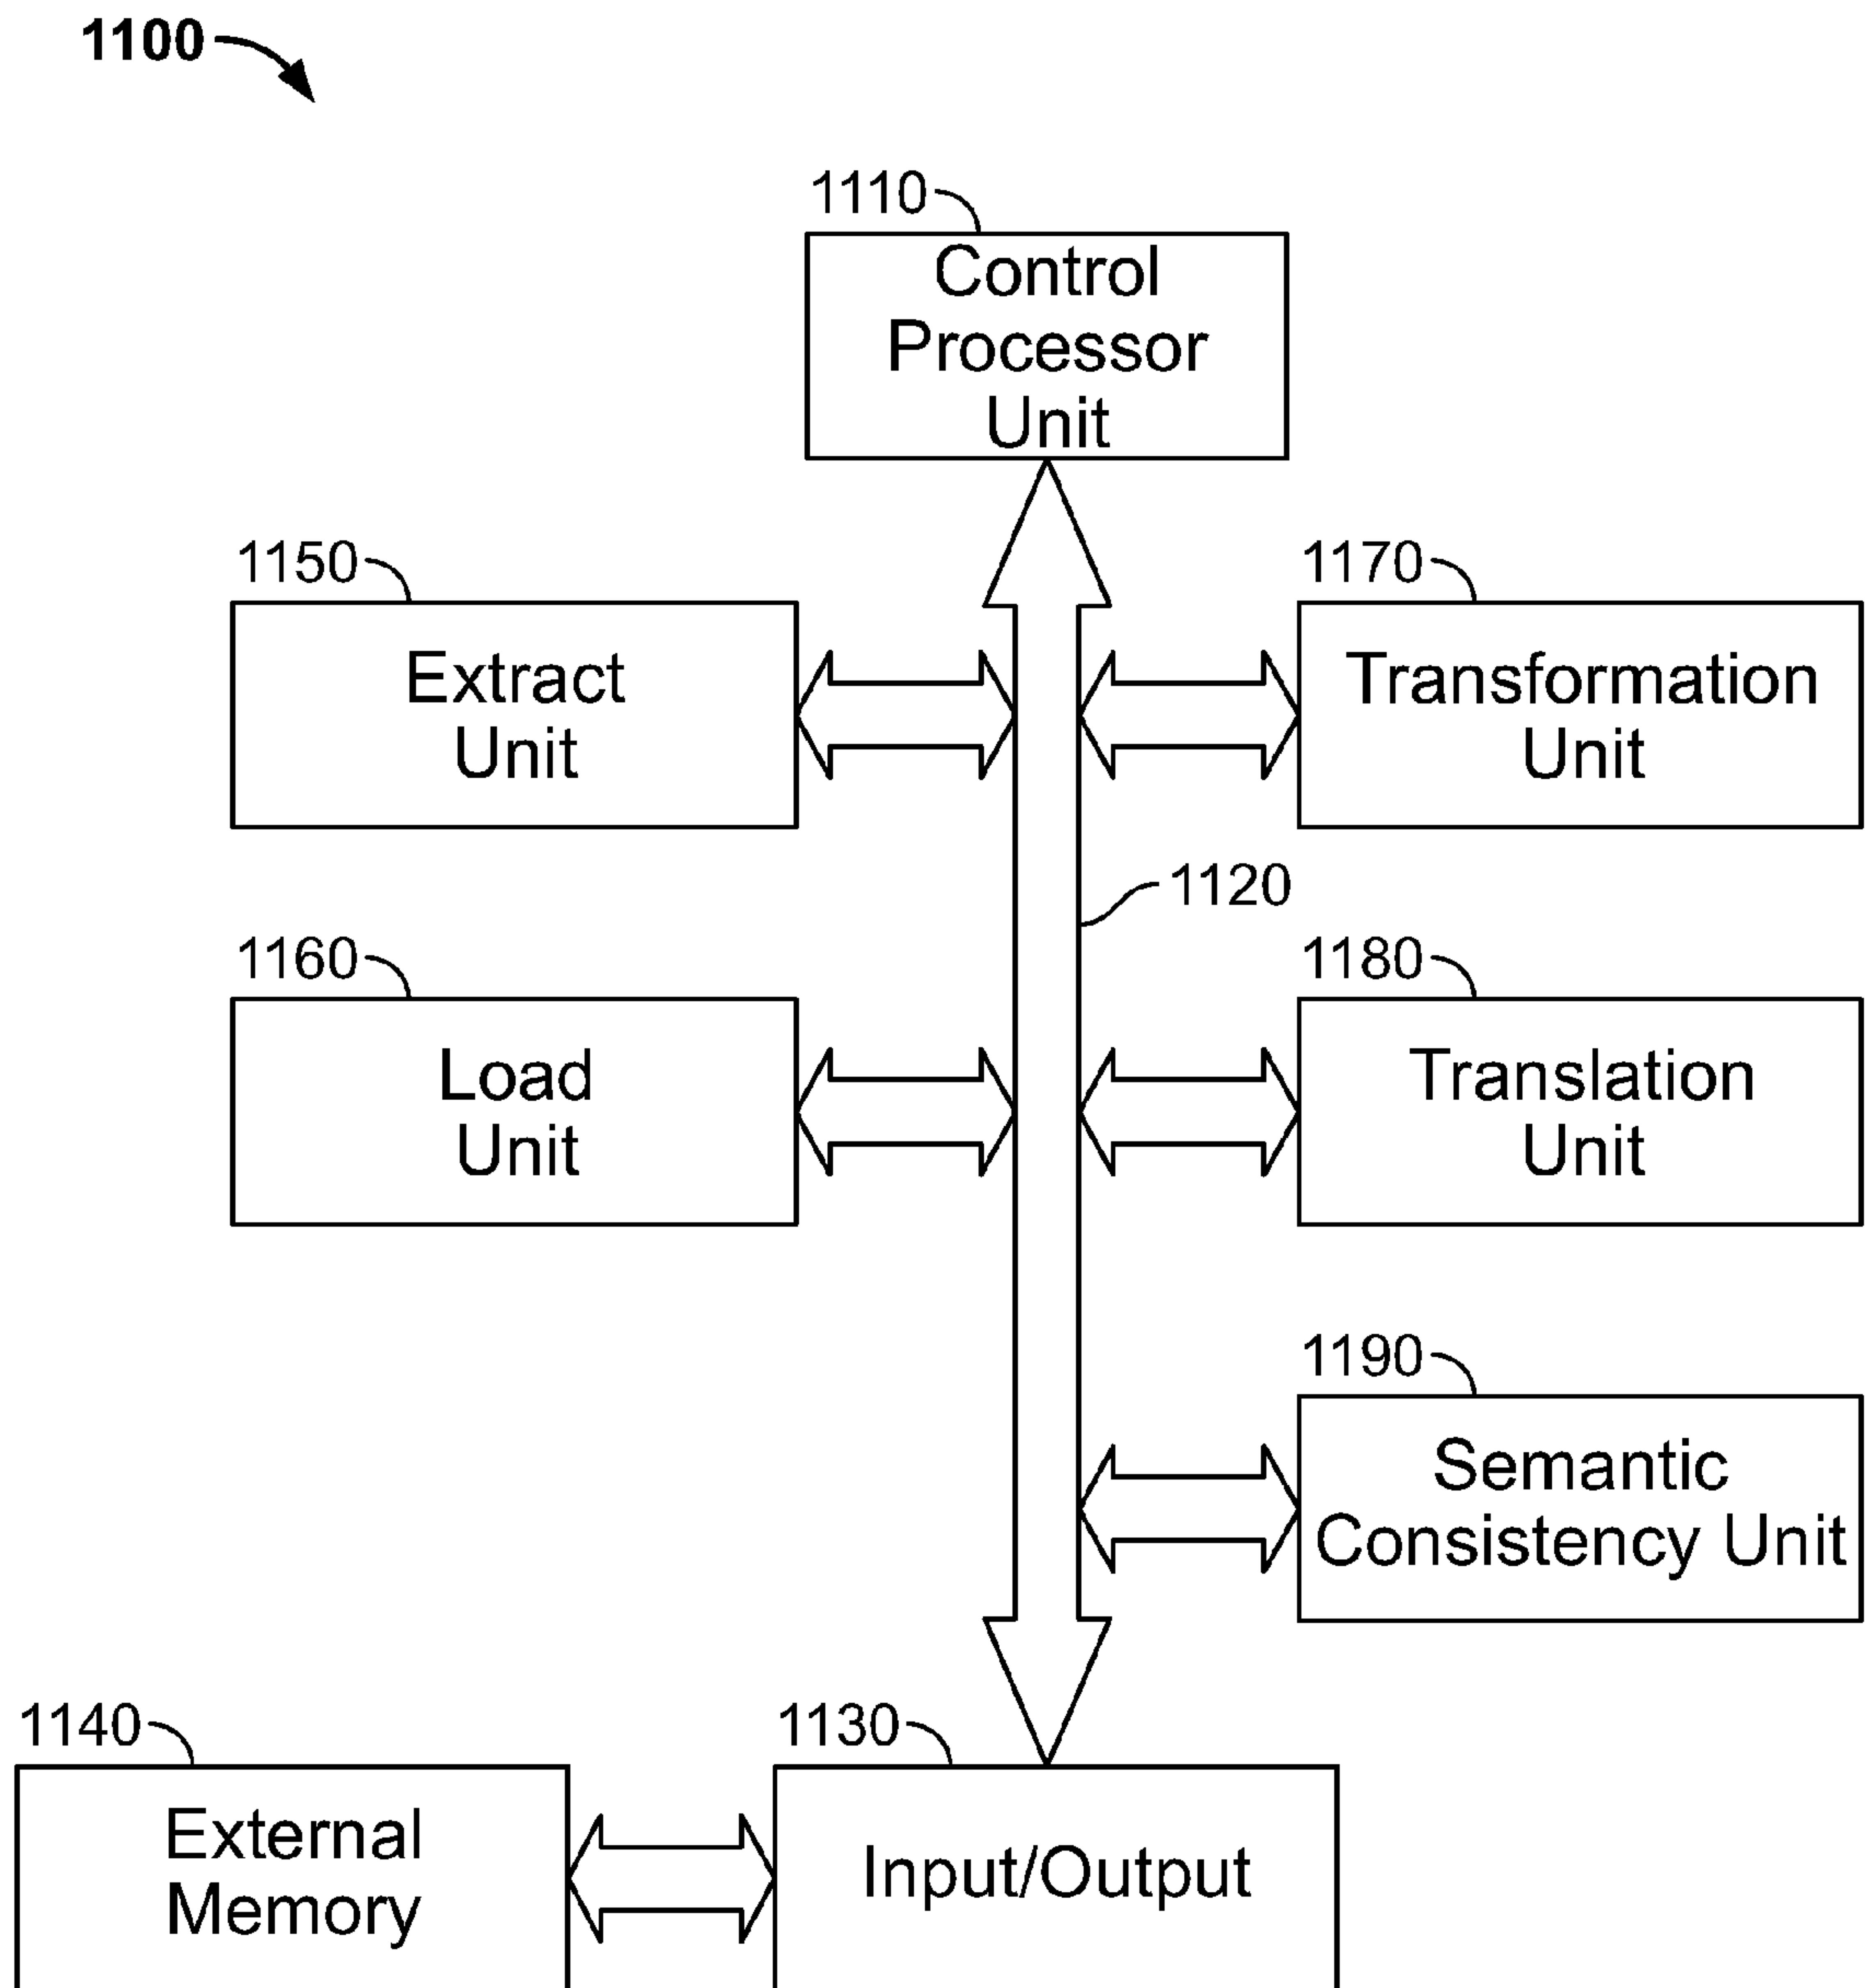 1100
1110
Control
Processor
Unit
1150
Extract
Unit
1170
Transformation
Unit
1120
1160
Load
Unit
1180
Translation
Unit
1190
Semantic
Consistency Unit
1140
External
Memory
1130
Input/Output